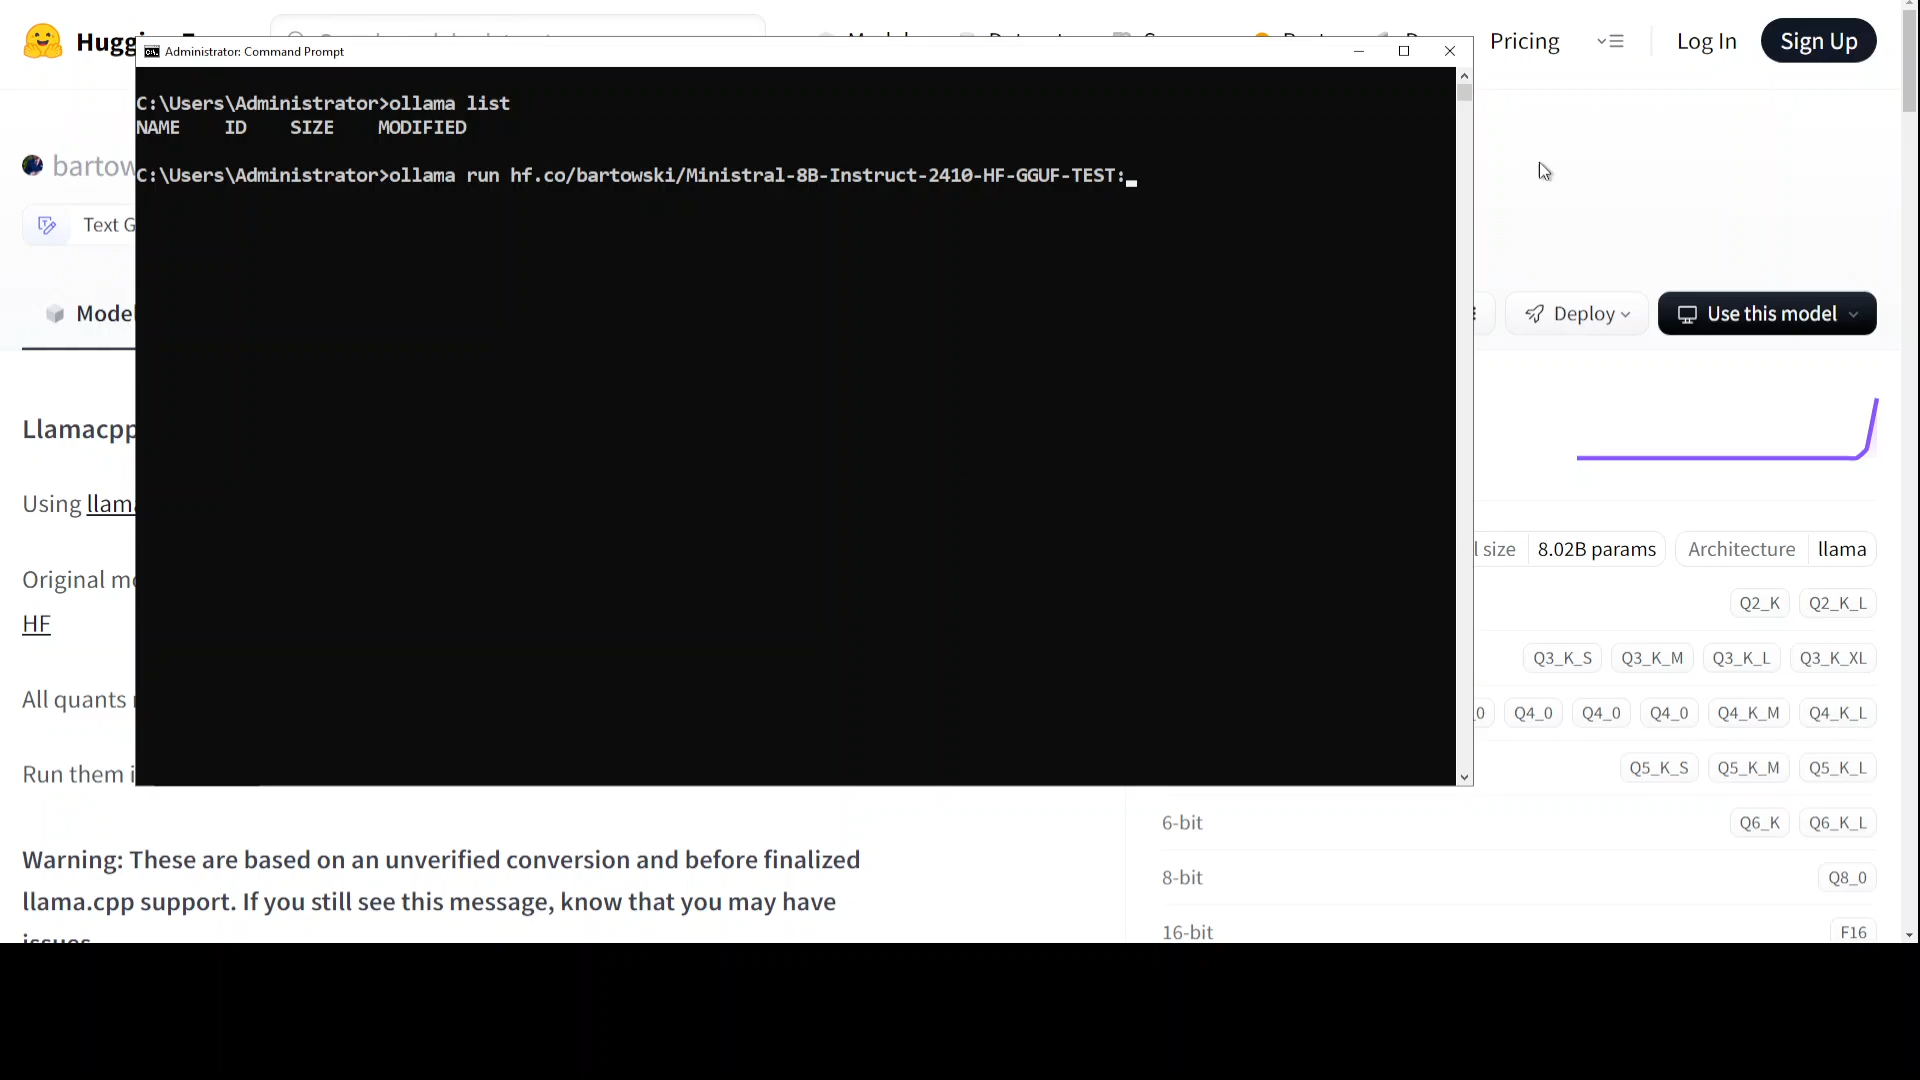 Pricing
Log In
Sign Up
Administrator: Command Prompt
C:\Users\Administrator>ollama list
NAME ID SIZE MODIFIED
C:\Users\Administrator>ollama run hf.co/bartowski/Ministral-8B-Instruct-2410-HF-GGUF-TEST:
Text
Deploy
Use this model
Using
Original
HF
All quants
Run them
size
8.02B params
Architecture
llama
Q2_K
Q2_K_L
Q3_K_S
Q3_K_M
Q3_K_L
Q3_K_XL
Q4_0
Q4_0
Q4_0
Q4_K_M
Q4_K_L
Q5_K_S
Q5_K_M
Q5_K_L
6-bit
Q6_K
Q6_K_L
8-bit
Q8_0
16-bit
F16
Warning: These are based on an unverified conversion and before finalized
llama.cpp support. If you still see this message, know that you may have